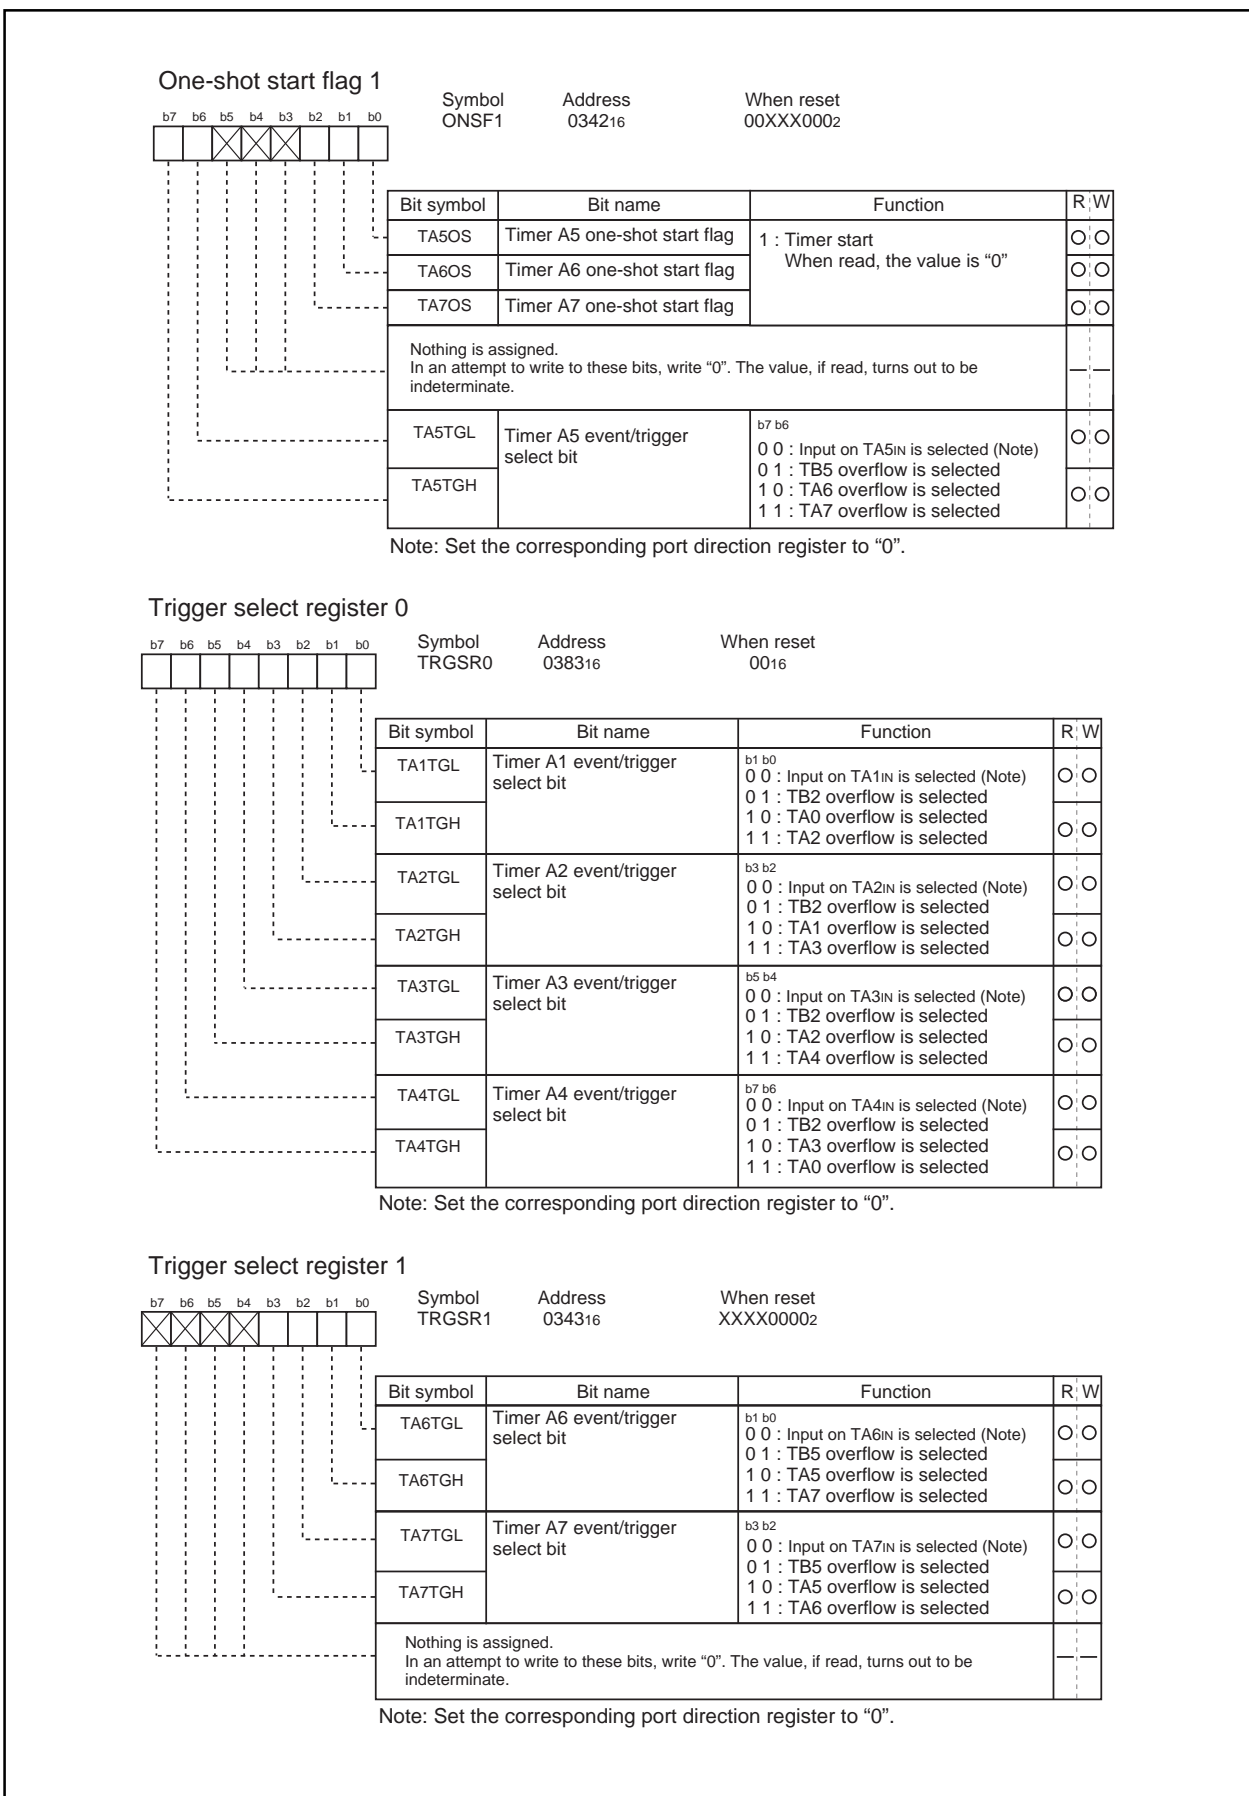 One-shot start flag 1
Symbol Address When reset
ONSF1 034216 00XXX0002
b7 b6 b5 b4 b3 b2 b1 b0
Bit symbol Bit name Function R W
TA5OS Timer A5 one-shot start flag 1 : Timer start
When read, the value is “0”
TA6OS Timer A6 one-shot start flag
TA7OS Timer A7 one-shot start flag
Nothing is assigned.
In an attempt to write to these bits, write “0”. The value, if read, turns out to be
indeterminate.
TA5TGL Timer A5 event/trigger
select bit
TA5TGH
b7 b6
0 0 : Input on TA5IN is selected (Note)
0 1 : TB5 overflow is selected
1 0 : TA6 overflow is selected
1 1 : TA7 overflow is selected
Note: Set the corresponding port direction register to “0”.
Trigger select register 0
Symbol Address When reset
TRGSR0 038316 0016
b7 b6 b5 b4 b3 b2 b1 b0
Bit symbol Bit name Function R W
TA1TGL Timer A1 event/trigger
select bit
TA1TGH
b1 b0
0 0 : Input on TA1IN is selected (Note)
0 1 : TB2 overflow is selected
1 0 : TA0 overflow is selected
1 1 : TA2 overflow is selected
TA2TGL Timer A2 event/trigger
select bit
TA2TGH
b3 b2
0 0 : Input on TA2IN is selected (Note)
0 1 : TB2 overflow is selected
1 0 : TA1 overflow is selected
1 1 : TA3 overflow is selected
TA3TGL Timer A3 event/trigger
select bit
TA3TGH
b5 b4
0 0 : Input on TA3IN is selected (Note)
0 1 : TB2 overflow is selected
1 0 : TA2 overflow is selected
1 1 : TA4 overflow is selected
TA4TGL Timer A4 event/trigger
select bit
TA4TGH
b7 b6
0 0 : Input on TA4IN is selected (Note)
0 1 : TB2 overflow is selected
1 0 : TA3 overflow is selected
1 1 : TA0 overflow is selected
Note: Set the corresponding port direction register to “0”.
Trigger select register 1
Symbol Address When reset
TRGSR1 034316 XXXX00002
b7 b6 b5 b4 b3 b2 b1 b0
Bit symbol Bit name Function R W
TA6TGL Timer A6 event/trigger
select bit
TA6TGH
b1 b0
0 0 : Input on TA6IN is selected (Note)
0 1 : TB5 overflow is selected
1 0 : TA5 overflow is selected
1 1 : TA7 overflow is selected
TA7TGL Timer A7 event/trigger
select bit
TA7TGH
b3 b2
0 0 : Input on TA7IN is selected (Note)
0 1 : TB5 overflow is selected
1 0 : TA5 overflow is selected
1 1 : TA6 overflow is selected
Nothing is assigned.
In an attempt to write to these bits, write “0”. The value, if read, turns out to be
indeterminate.
Note: Set the corresponding port direction register to “0”.